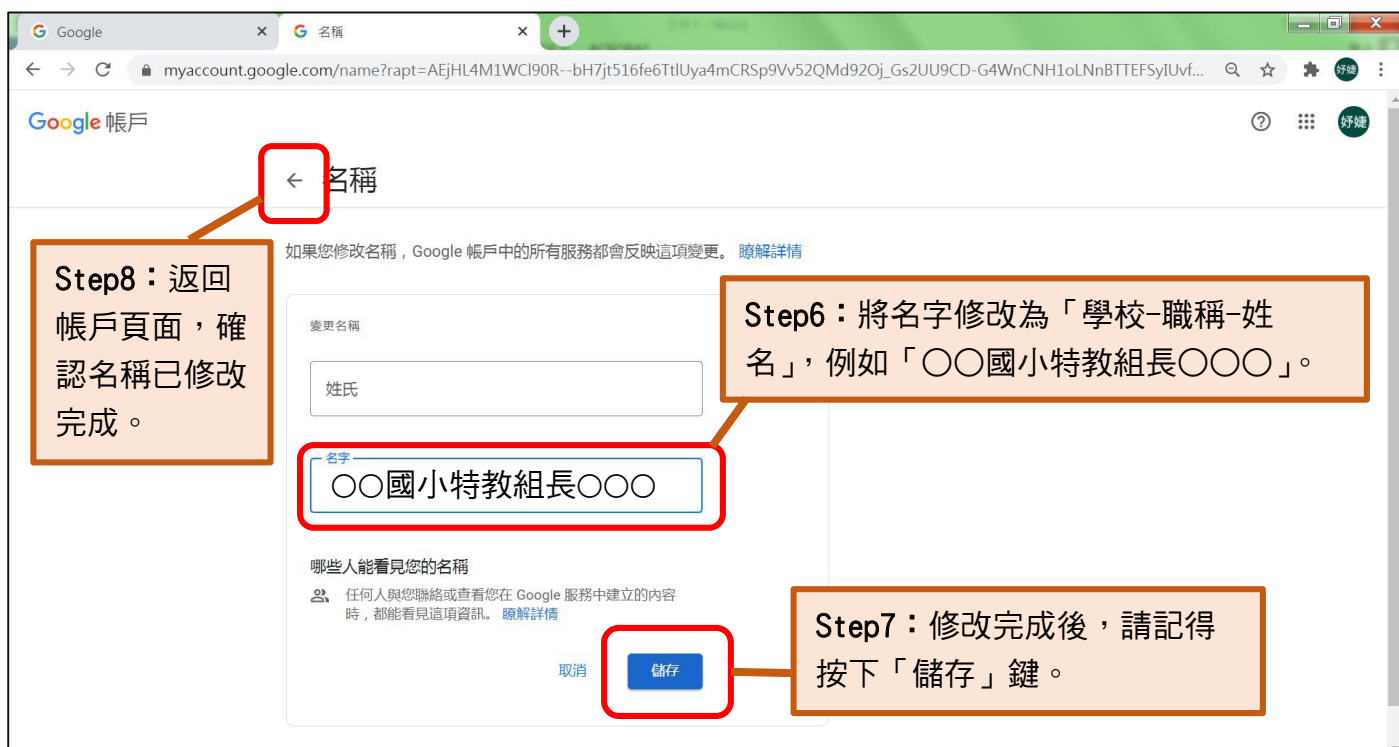 Google
名稱
myaccount.google.com/name?rapt=AEjHL4M1WCl90R--bH7jt516fe6TtlUya4mCRSp9Vv52QMd92Oj_Gs2UU9CD-G4WnCNH1oLNnBTTEFSyIUvf...
妤婕
Google 帳戶
妤婕
名稱
如果您修改名稱，Google 帳戶中的所有服務都會反映這項變更。 瞭解詳情
Step8：返回
帳戶頁面，確
認名稱已修改
完成。
Step6：將名字修改為「學校-職稱-姓
名」，例如「○○國小特教組長○○○」。
變更名稱
姓氏
名字
○○國小特教組長○○○
哪些人能看見您的名稱
任何人與您聯絡或查看您在 Google 服務中建立的內容
時，都能看見這項資訊。 瞭解詳情
取消
儲存
Step7：修改完成後，請記得
按下「儲存」鍵。